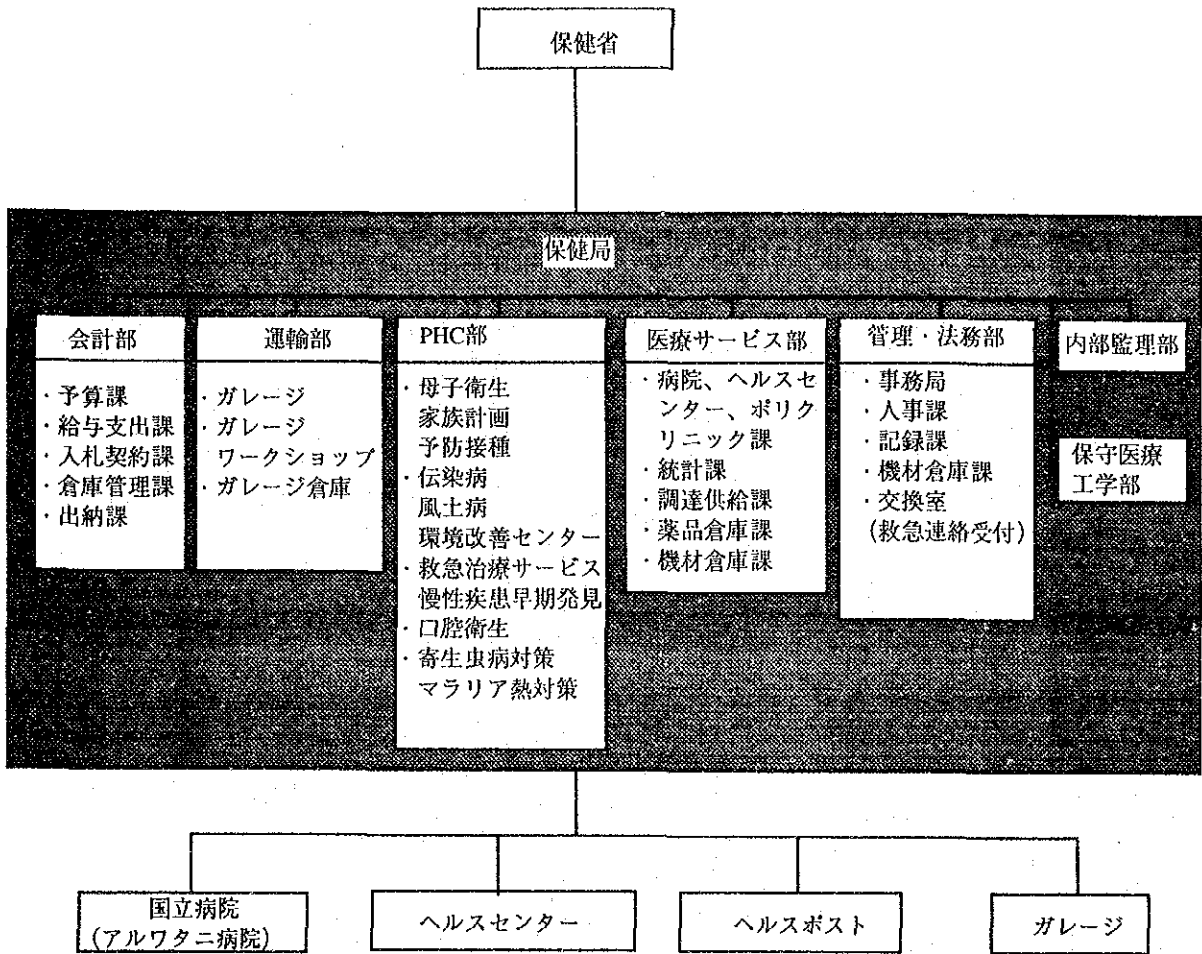 保健省
保健局
会計部
・予算課
・給与支出課
・入札契約課
・倉庫管理課
・出納課
運輸部
・ガレージ
・ガレージ
ワークショップ
・ガレージ倉庫
PHC部
・母子衛生
家族計画
予防接種
・伝染病
風土病
環境改善センター
・救急治療サービス
慢性疾患早期発見
・口腔衛生
・寄生虫病対策
マラリア熱対策
医療サービス部
・病院、ヘルスセ
ンター、ポリク
リニック課
・統計課
・調達供給課
・薬品倉庫課
・機材倉庫課
管理・法務部
・事務局
・人事課
・記録課
・機材倉庫課
・交換室
(救急連絡受付)
内部監理部
保守医療
工学部
国立病院
(アルワタニ病院)
ヘルスセンター
ヘルスポスト
ガレージ